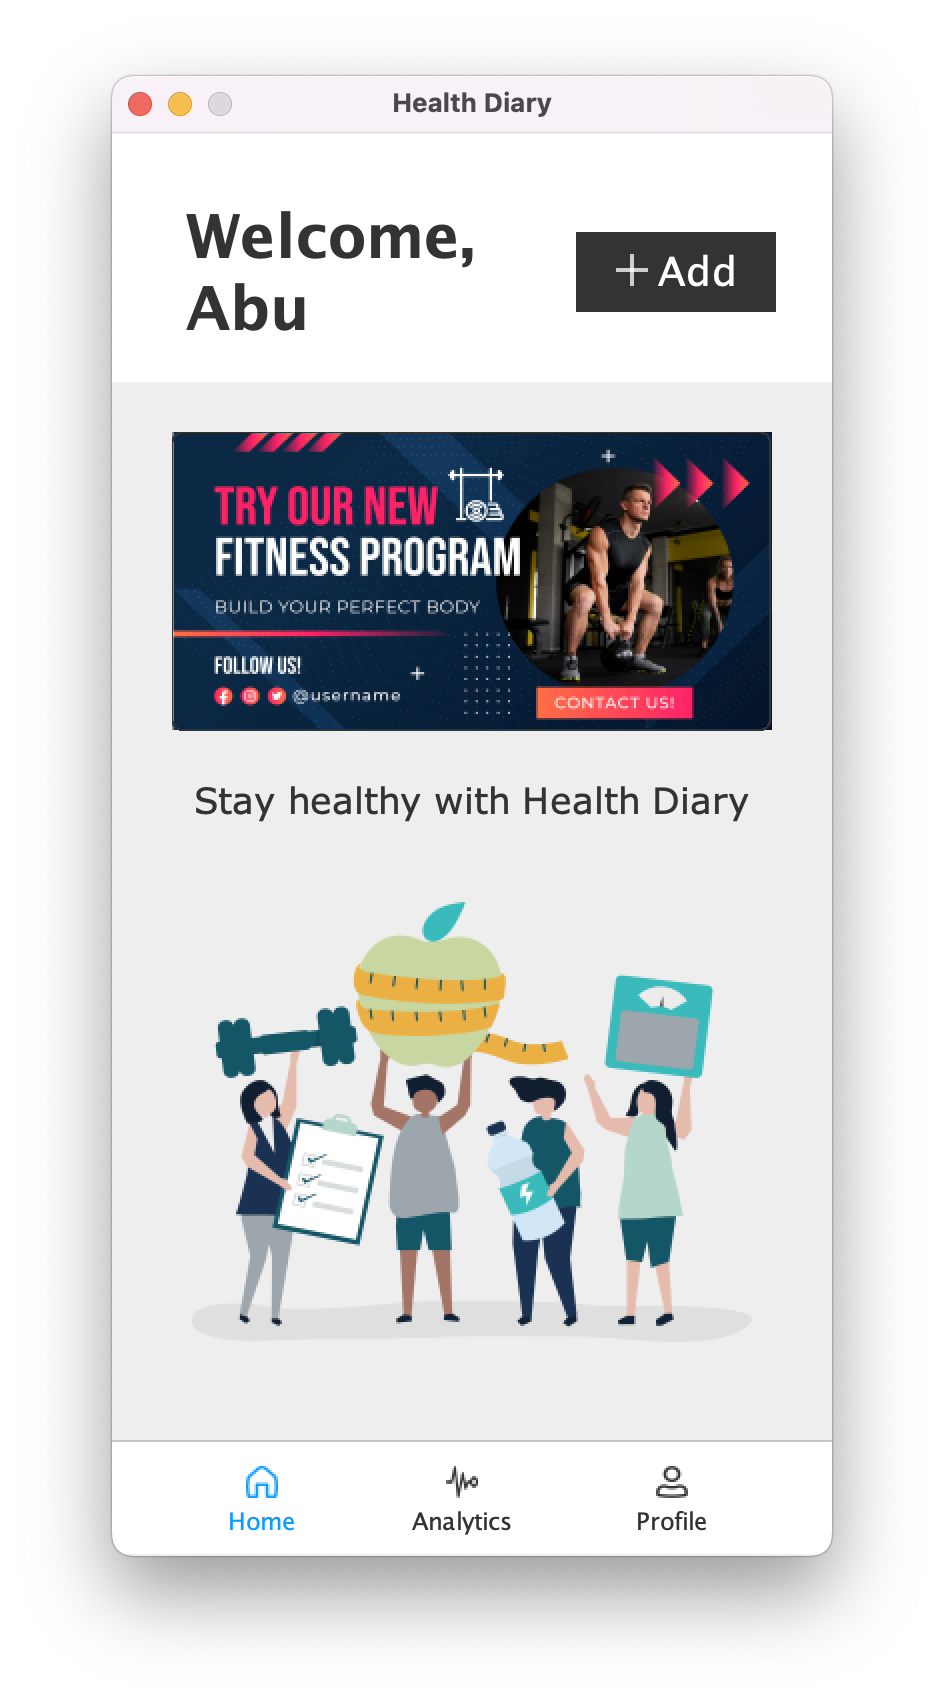 Health Diary
Welcome,
Abu
Add
TRY OUR NEW
FITNESS PROGRAM
BUILD YOUR PERFECT BODY
FOLLOW US!
@username
CONTACT US!
Stay healthy with Health Diary
Home
Analytics
Profile